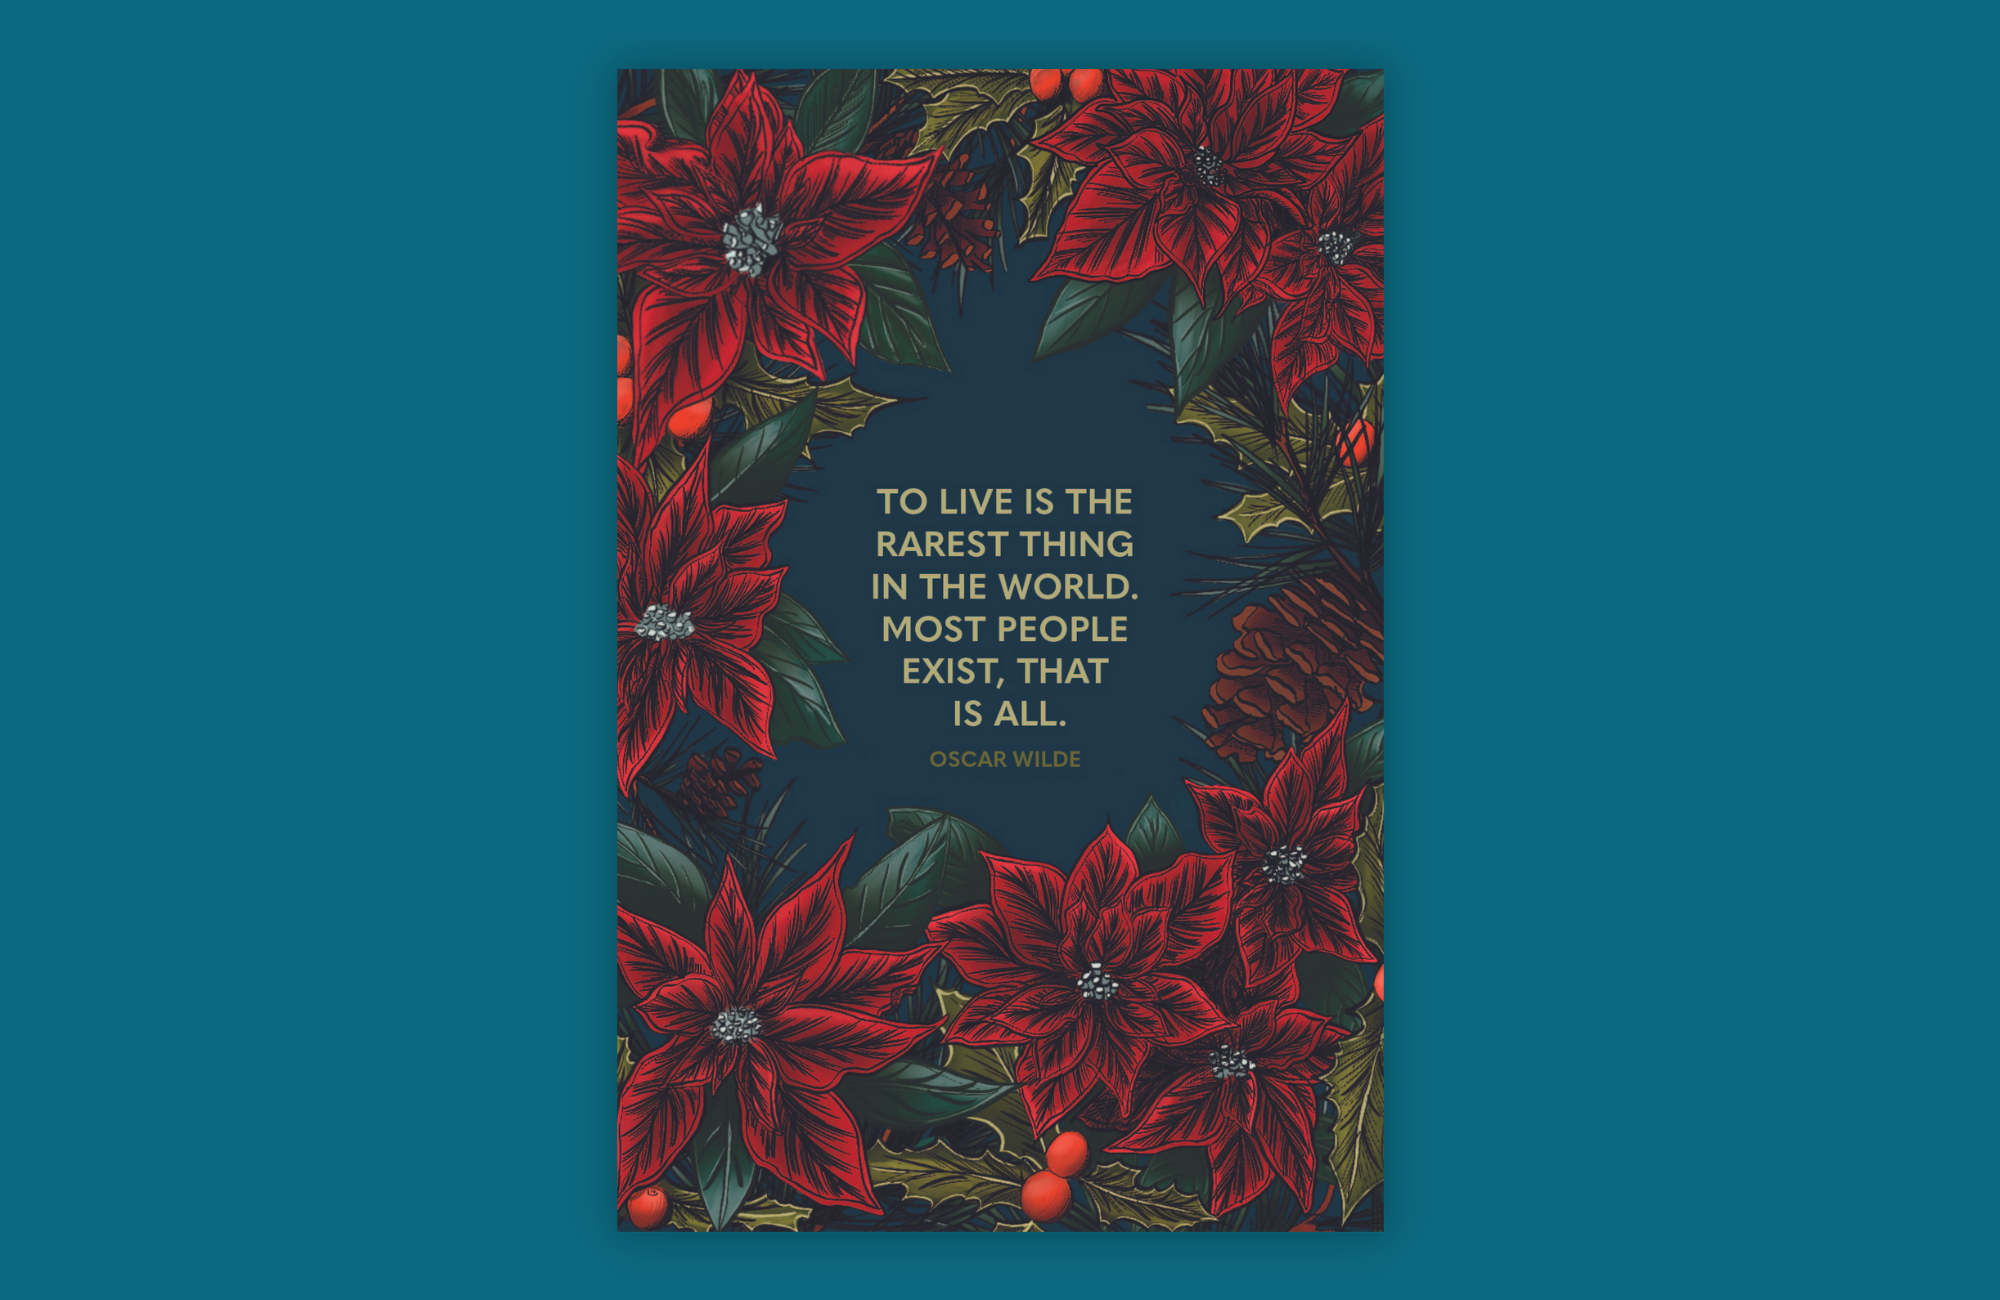 TO LIVE IS THE
RAREST THING
IN THE WORLD.
MOST PEOPLE
EXIST, THAT
IS ALL.
OSCAR WILDE